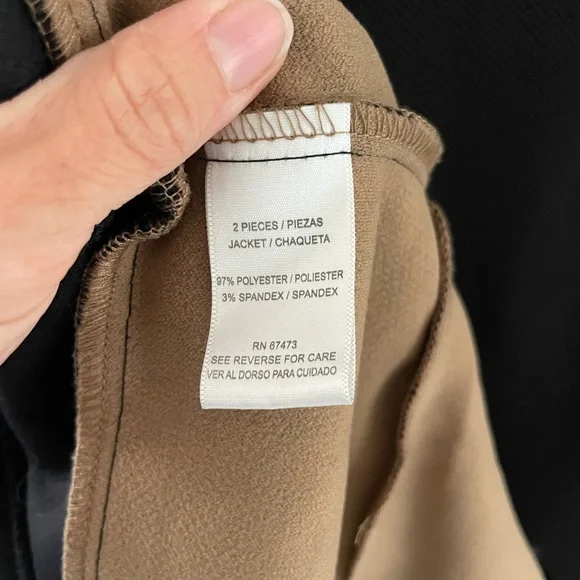 2 PIECES / PIEZAS
JACKET / CHAQUETA
97% POLYESTER / POLIESTER
3% SPANDEX / SPANDEX
RN 67473
SEE REVERSE FOR CARE
VER AL DORSO PARA CUIDADO